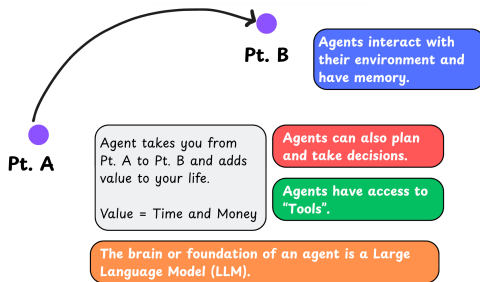 Pt. B
Agents interact with
their environment and
have memory.
Pt. A
Agent takes you from
Pt. A to Pt. B and adds
value to your life.
Value = Time and Money
Agents can also plan
and take decisions.
Agents have access to
"Tools".
The brain or foundation of an agent is a Large
Language Model (LLM).